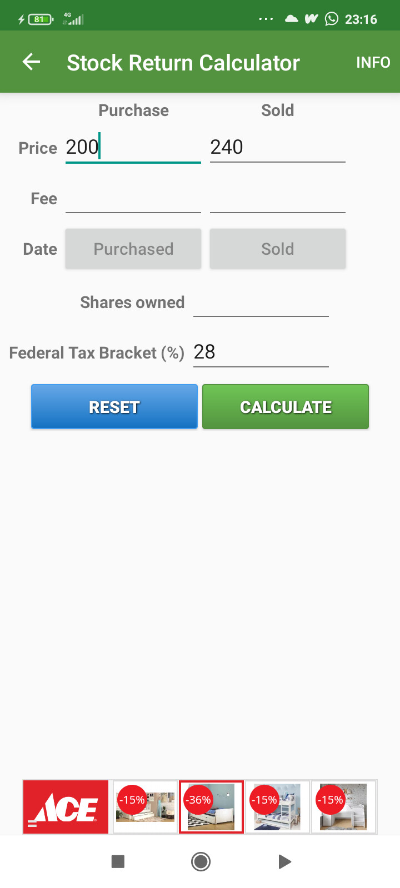 81 4G ... 23:16
Stock Return Calculator INFO
Purchase Sold
Price 200 240
Fee
Date Purchased Sold
Shares owned
Federal Tax Bracket (%) 28
RESET CALCULATE
ACE -15% -36% -15% -15%